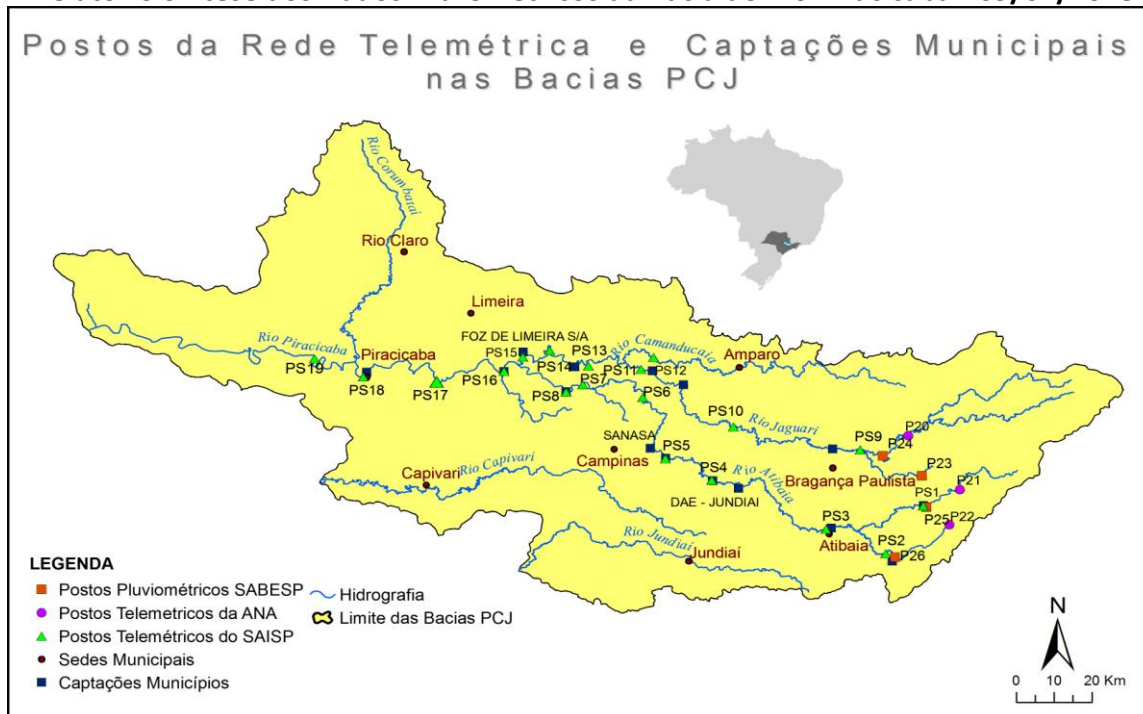 Postos da Rede Telemétrica e Captações Municipais
nas Bacias PCJ
Rio Corumbataí
Rio Claro
Limeira
FOZ DE LIMEIRA S/A
Rio Piracicaba
Piracicaba
PS19
PS18
PS17
PS16
PS15
PS14
PS13
PS11
PS12
Rio Camanducaia
Amparo
PS7
PS8
PS6
PS10
Rio Jaguari
P20
PS9
P24
SANASA
PS5
Campinas
Rio Capivari
Capivari
PS4
Rio Atibaia
Bragança Paulista
P23
DAE - JUNDIAI
PS1
P21
P25
P22
PS3
Atibaia
PS2
P26
Rio Jundiaí
Jundiaí
LEGENDA
Postos Pluviométricos SABESP
Hidrografia
Postos Telemetricos da ANA
Limite das Bacias PCJ
Postos Telemétricos do SAISP
Sedes Municipais
Captações Municípios
N
0 10 20 Km